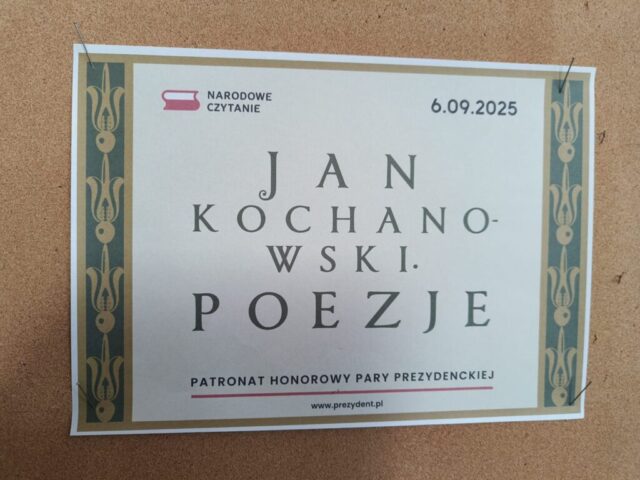 NARODOWE
CZYTANIE
6.09.2025
JAN
KOCHANO-
WSKI.
POEZJE
PATRONAT HONOROWY PARY PREZYDENCKIEJ
www.prezydent.pl